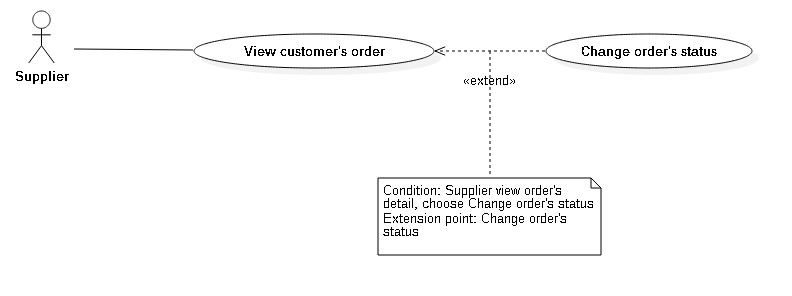 Supplier
View customer's order
Change order's status
«extend»
Condition: Supplier view order's
detail, choose Change order's status
Extension point: Change order's
status